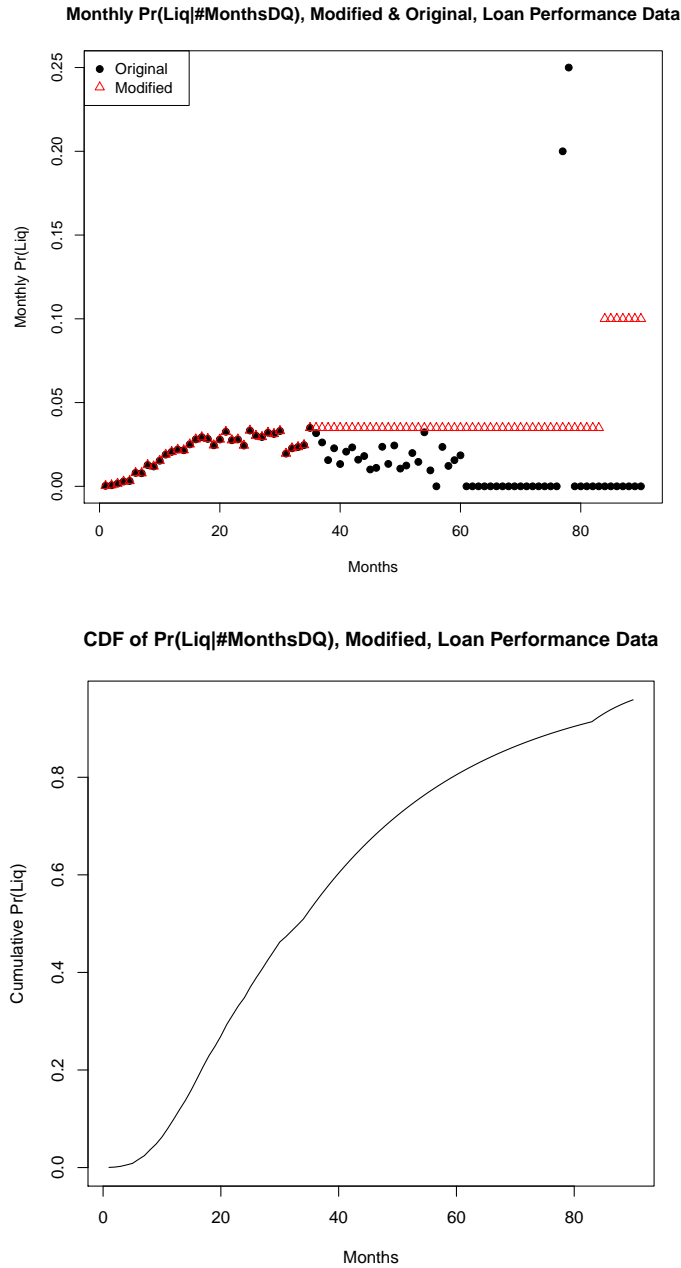 Monthly Pr(Liq|#MonthsDQ), Modified & Original, Loan Performance Data
Original
Modified
0.25
0.20
0.15
0.10
0.05
0.00
Monthly Pr(Liq)
0 20 40 60 80
Months
CDF of Pr(Liq|#MonthsDQ), Modified, Loan Performance Data
0.8
0.6
0.4
0.2
0.0
Cumulative Pr(Liq)
0 20 40 60 80
Months